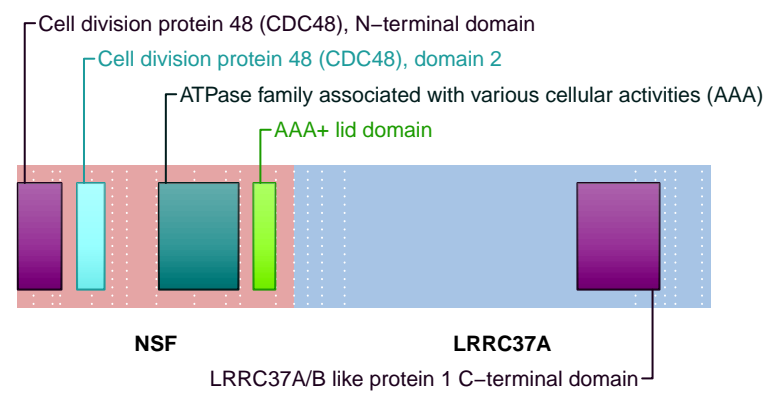 Cell division protein 48 (CDC48), N−terminal domain
Cell division protein 48 (CDC48), domain 2
ATPase family associated with various cellular activities (AAA)
AAA+ lid domain
NSF
LRRC37A
LRRC37A/B like protein 1 C−terminal domain